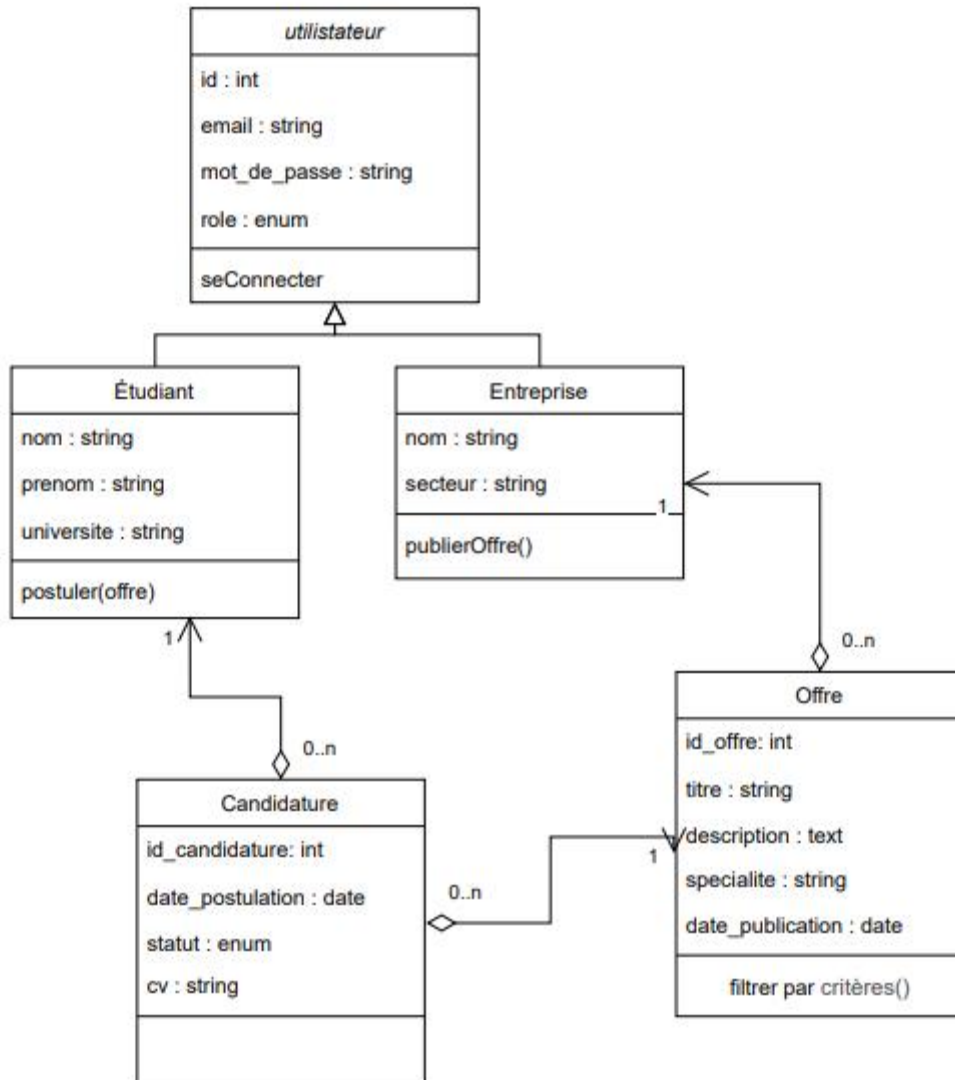 utilistateur
id : int
email : string
mot_de_passe : string
role : enum
seConnecter
Étudiant
nom : string
prenom : string
universite : string
postuler(offre)
1
Entreprise
nom : string
secteur : string
1
publierOffre()
0..n
Offre
id_offre: int
titre : string
description : text
1
specialite : string
date_publication : date
filtrer par critères()
0..n
Candidature
id_candidature: int
date_postulation : date
0..n
statut : enum
cv : string